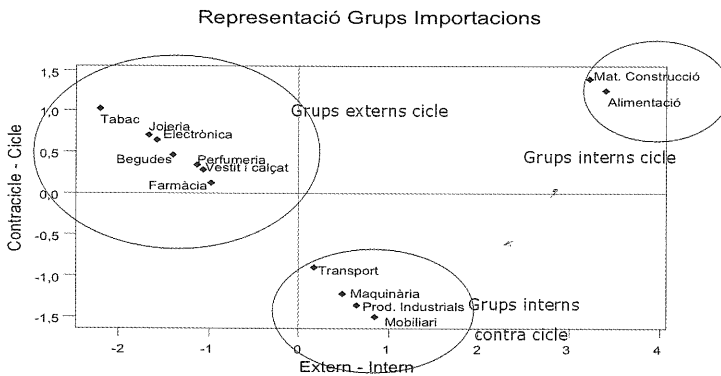 Representació Grups Importacions
Contracicle - Cicle
1,5
1,0
0,5
0,0
-0,5
-1,0
-1,5
Mat. Construcció
Alimentació
Grups interns cicle
Grups externs cicle
Tabac
Joieria
Electrònica
Begudes
Perfumeria
Vestit i calçat
Farmàcia
Transport
Maquinària
Prod. Industrials
Mobiliari
Grups interns
contra cicle
-2
-1
0
1
2
3
4
Extern - Intern